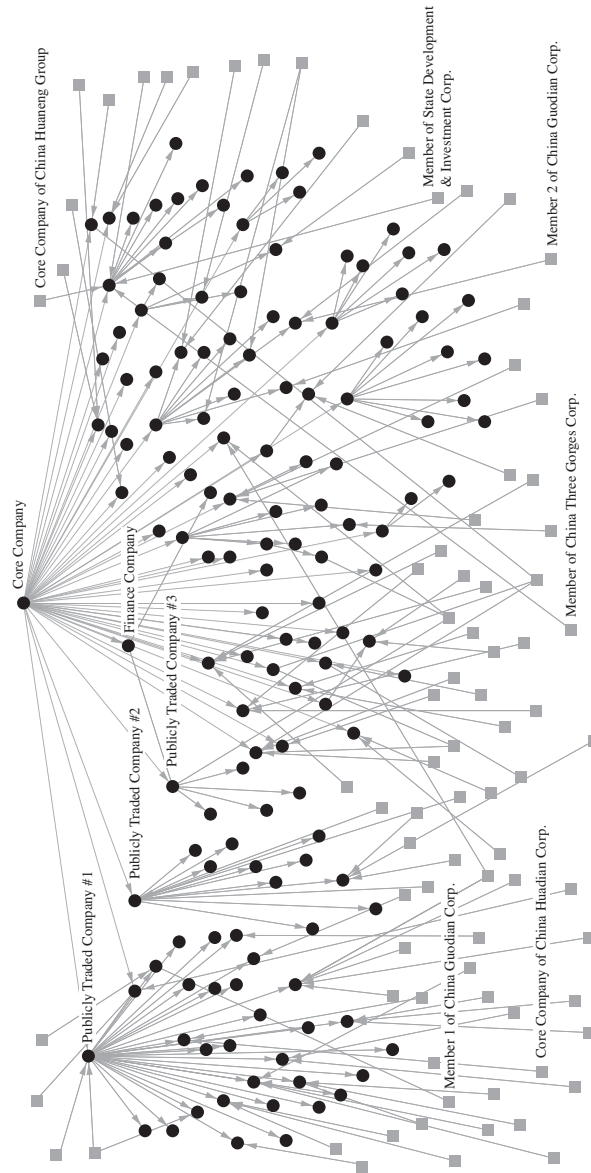 Core Company of China Huaneng Group
Member of State Development
& Investment Corp.
Member 2 of China Guodian Corp.
Core Company
Finance Company
Publicly Traded Company #3
Member of China Three Gorges Corp.
Publicly Traded Company #2
Publicly Traded Company #1
Member 1 of China Guodian Corp.
Core Company of China Huadian Corp.